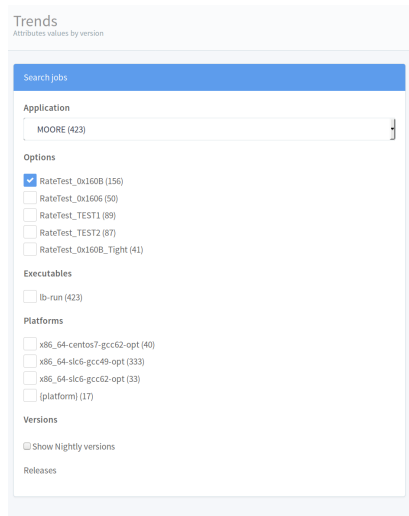 Trends
Attributes values by version
Search jobs
Application
MOORE (423)
Options
RateTest_0x160B (156)
RateTest_0x1606 (50)
RateTest_TEST1 (89)
RateTest_TEST2 (87)
RateTest_0x160B_Tight (41)
Executables
lb-run (423)
Platforms
x86_64-centos7-gcc62-opt (40)
x86_64-slc6-gcc49-opt (333)
x86_64-slc6-gcc62-opt (33)
{platform} (17)
Versions
Show Nightly versions
Releases